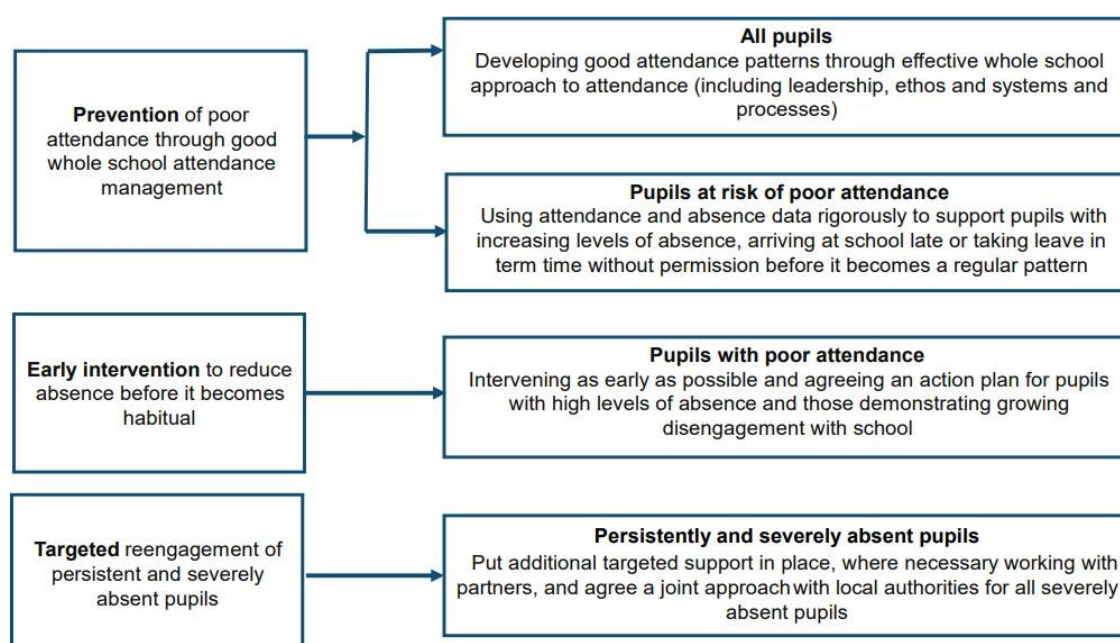 Prevention of poor
attendance through good
whole school attendance
management
All pupils
Developing good attendance patterns through effective whole school
approach to attendance (including leadership, ethos and systems and
processes)
Pupils at risk of poor attendance
Using attendance and absence data rigorously to support pupils with
increasing levels of absence, arriving at school late or taking leave in
term time without permission before it becomes a regular pattern
Early intervention to reduce
absence before it becomes
habitual
Pupils with poor attendance
Intervening as early as possible and agreeing an action plan for pupils
with high levels of absence and those demonstrating growing
disengagement with school
Targeted reengagement of
persistent and severely
absent pupils
Persistently and severely absent pupils
Put additional targeted support in place, where necessary working with
partners, and agree a joint approach with local authorities for all severely
absent pupils